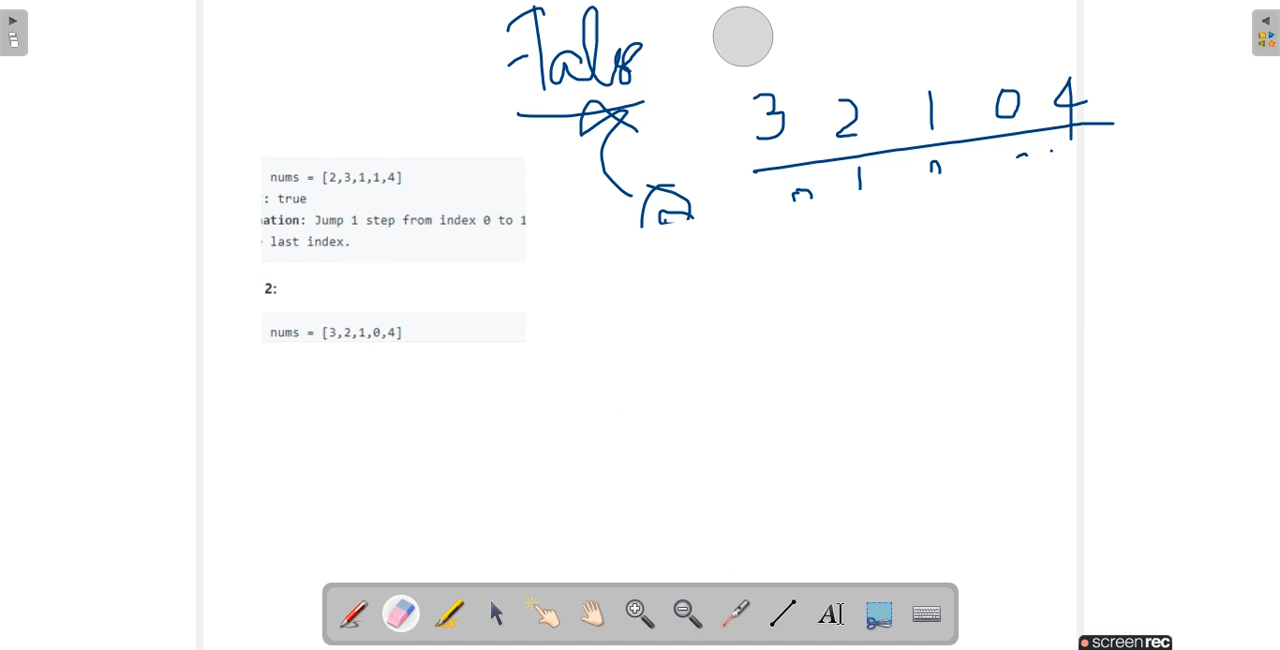 False
3 2 1 0 4
nums = [2,3,1,1,4]
: true
ation: Jump 1 step from index 0 to 1
last index.
2:
nums = [3,2,1,0,4]
AI
screenrec